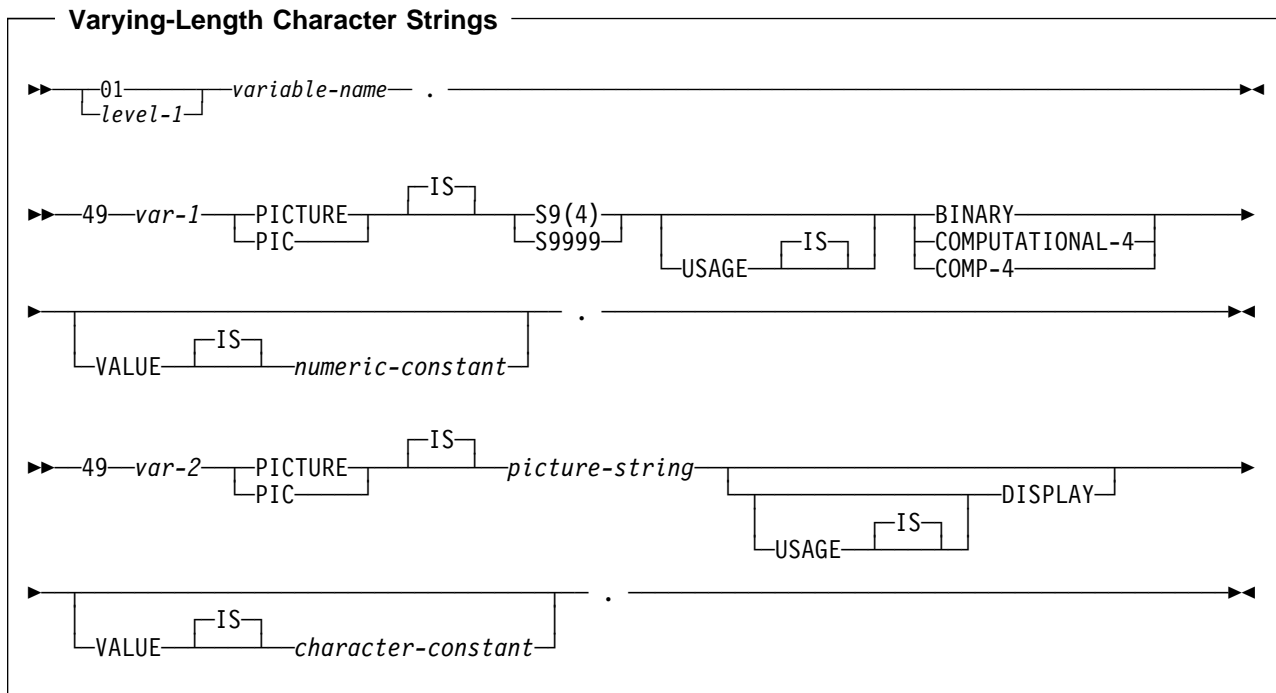 Varying-Length Character Strings
01 variable-name .
level-1
IS
49 var-1 PICTURE S9(4) BINARY
PIC S9999 IS COMPUTATIONAL-4
USAGE COMP-4
.
IS
VALUE numeric-constant
IS
49 var-2 PICTURE picture-string
PIC DISPLAY
IS
USAGE
.
IS
VALUE character-constant